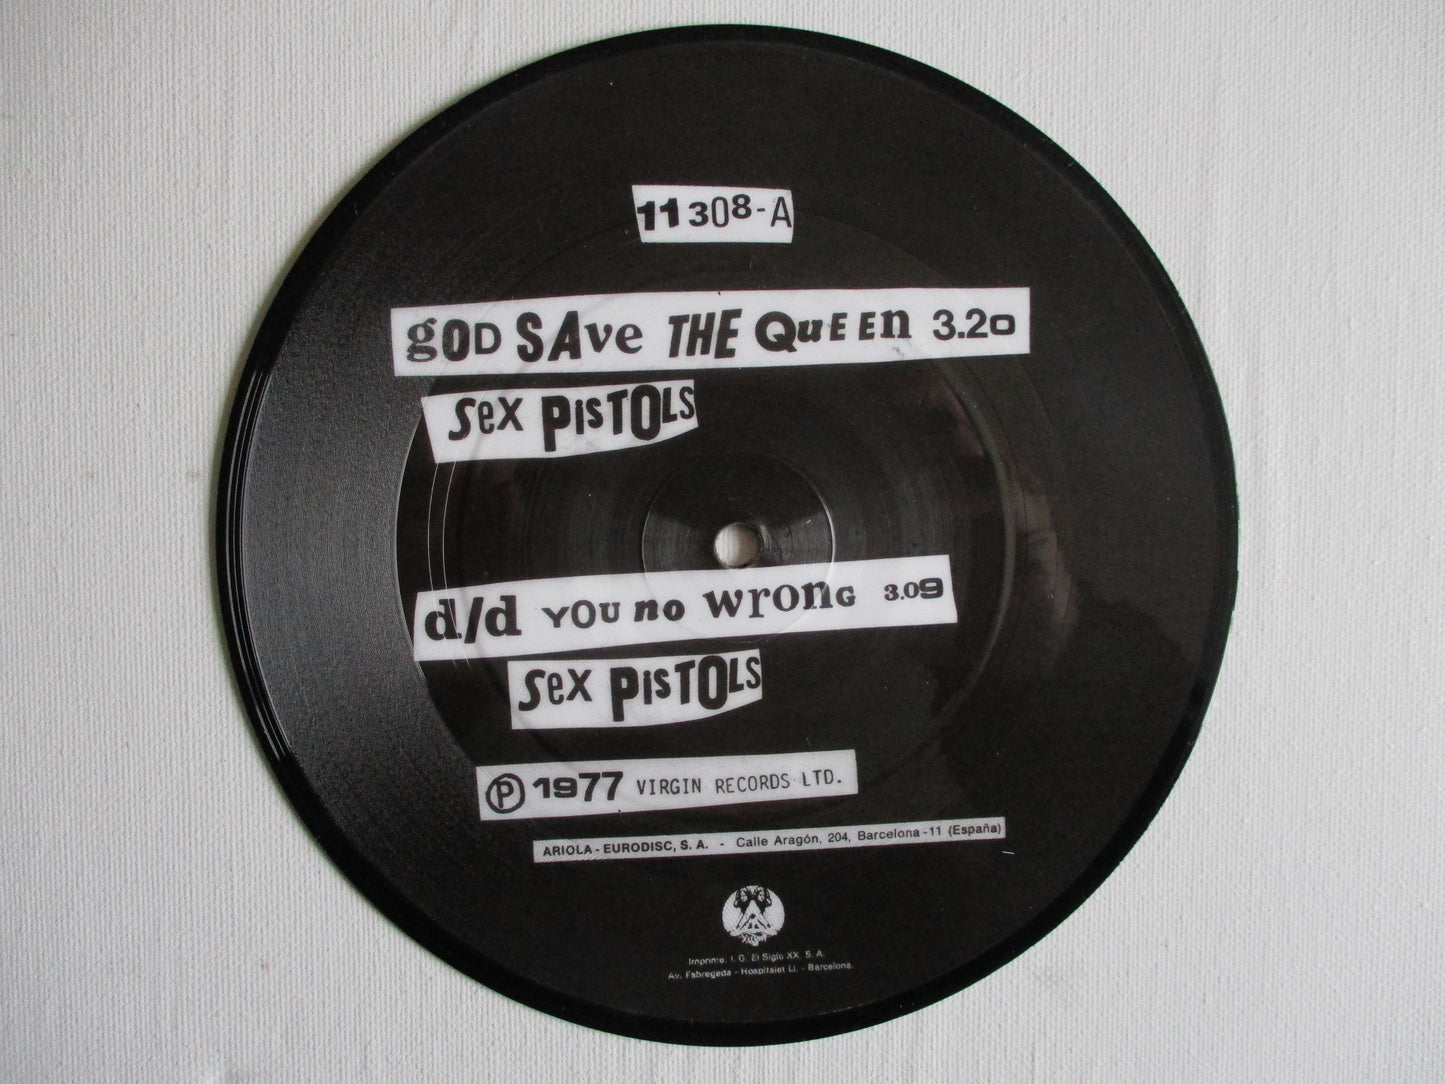 11308-A
gOD SAve THE QuEEn 3.20
SeX PiSTOLS
d/d YOU no wronG 3.09
SeX PiSTOLS
Ⓟ 1977 VIRGIN RECORDS LTD.
ARIOLA - EURODISC, S. A. - Calle Aragón, 204, Barcelona - 11 (España)
Imprime: I. G. El Siglo XX, S. A.
Av. Fabregada - Hospitalet Ll. - Barcelona.